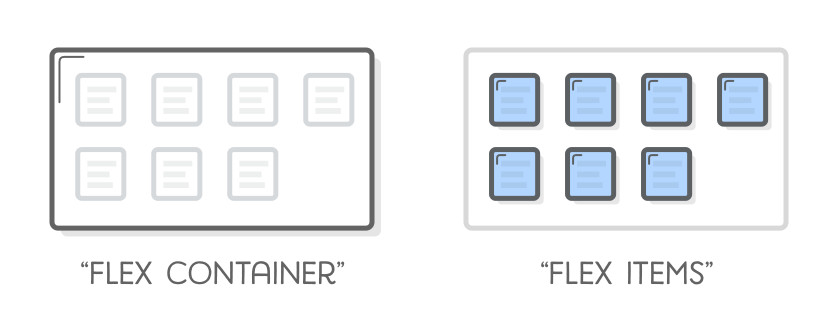 “FLEX CONTAINER”
“FLEX ITEMS”